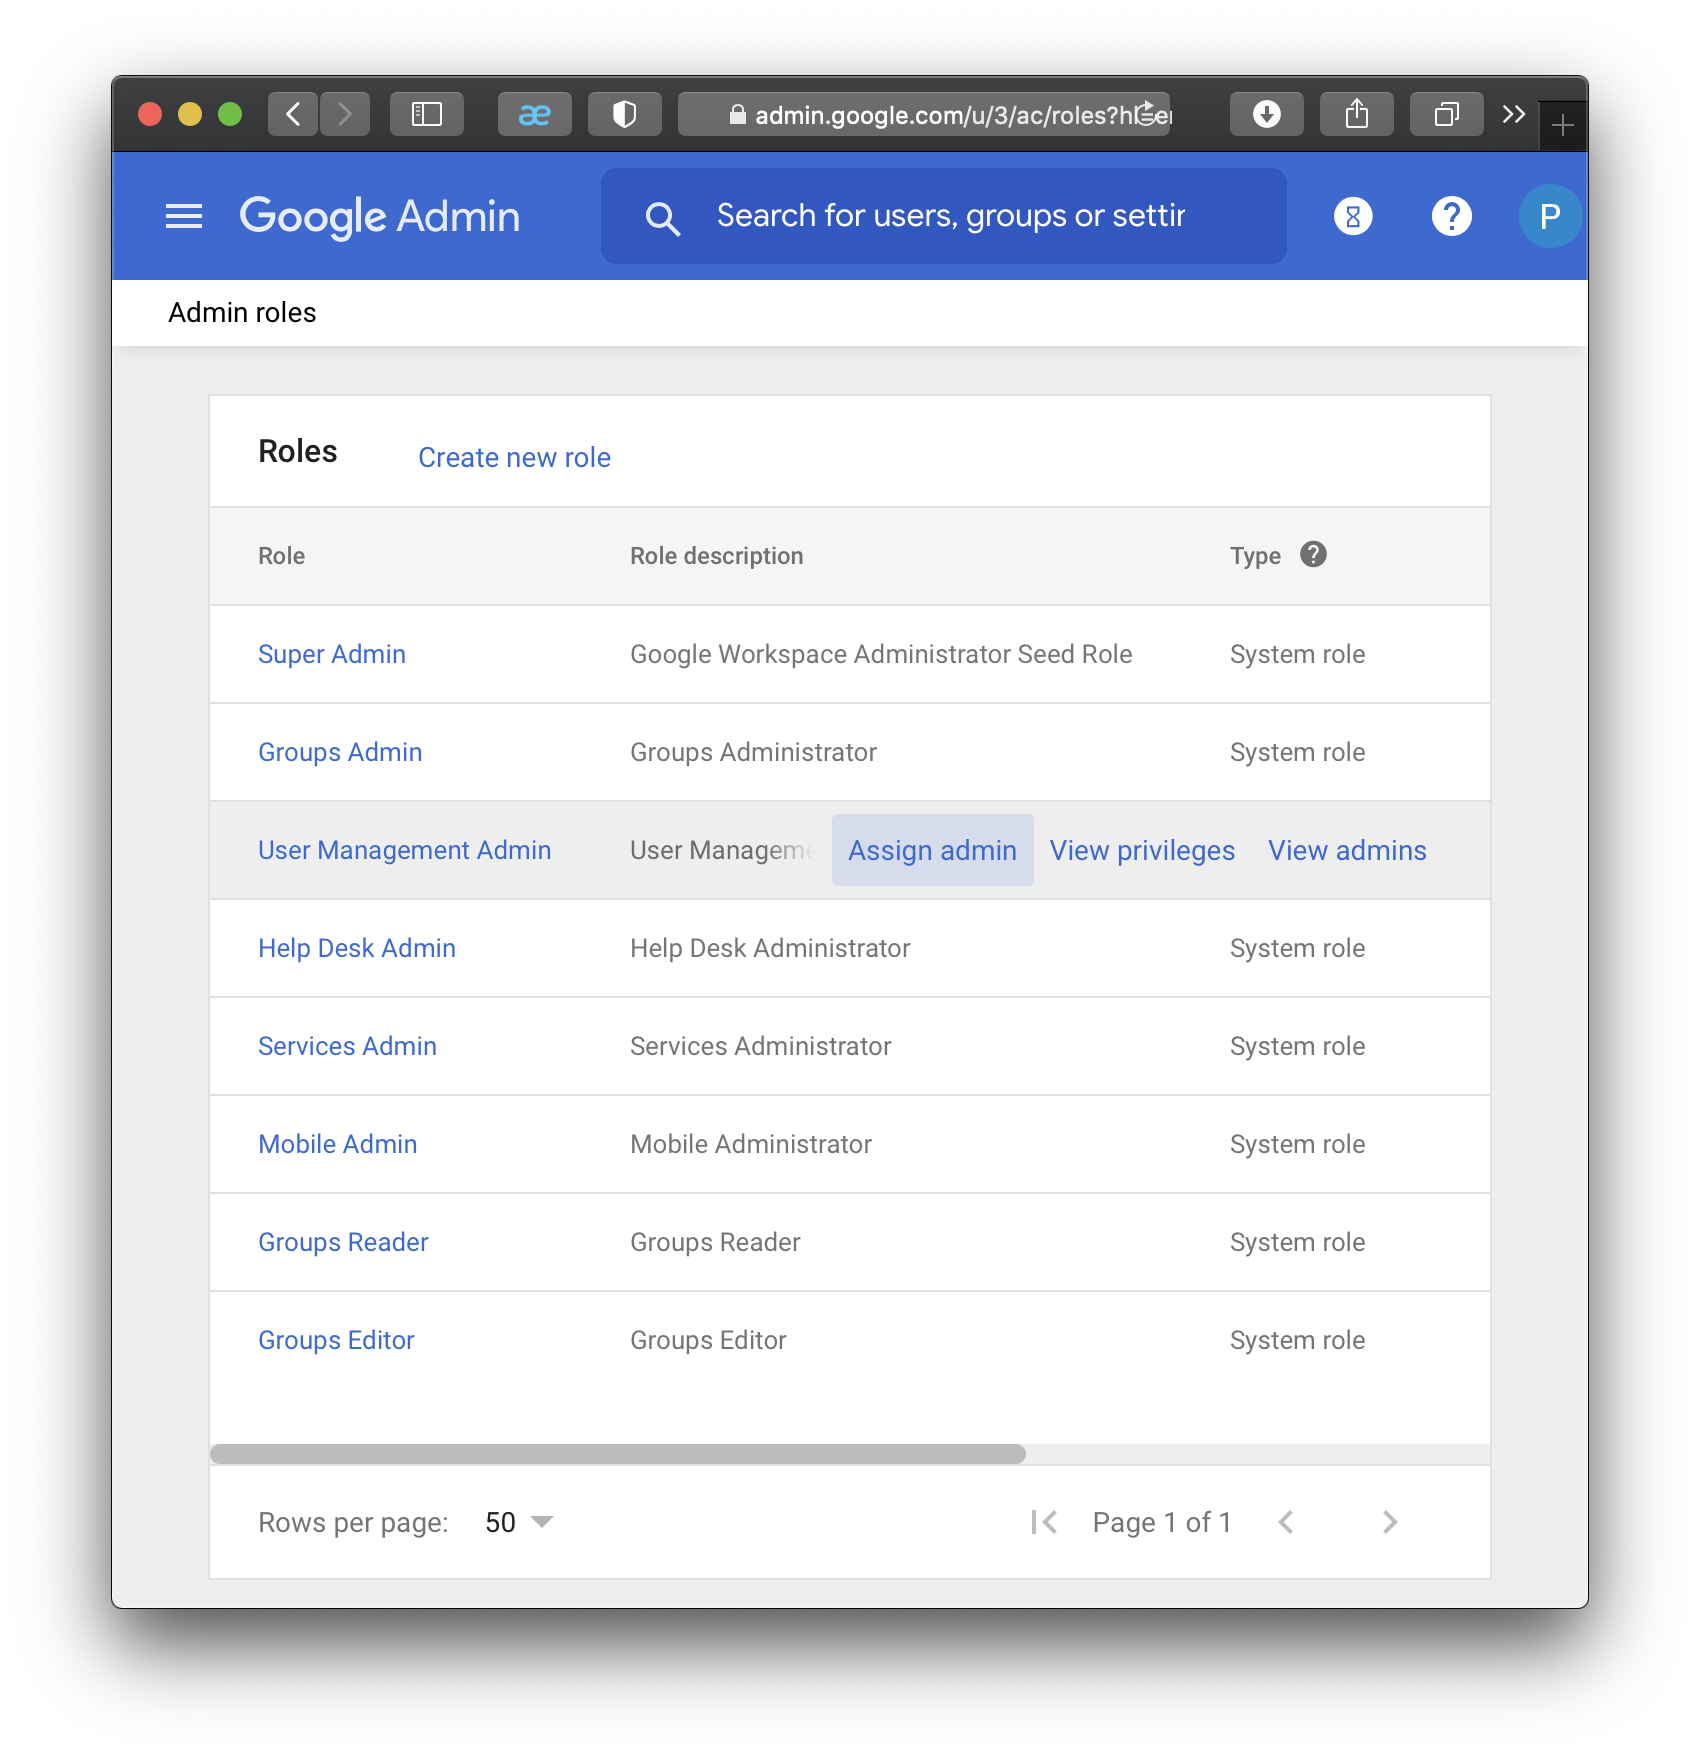 æ admin.google.com/u/3/ac/roles?hl
Google Admin Search for users, groups or settir P
Admin roles
Roles Create new role
Role Role description Type
Super Admin Google Workspace Administrator Seed Role System role
Groups Admin Groups Administrator System role
User Management Admin User Manageme Assign admin View privileges View admins
Help Desk Admin Help Desk Administrator System role
Services Admin Services Administrator System role
Mobile Admin Mobile Administrator System role
Groups Reader Groups Reader System role
Groups Editor Groups Editor System role
Rows per page: 50 Page 1 of 1